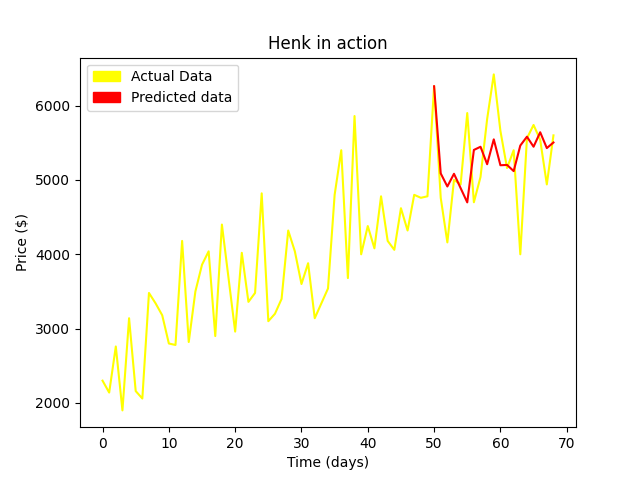 Henk in action
Actual Data
Predicted data
Price ($)
6000
5000
4000
3000
2000
0 10 20 30 40 50 60 70
Time (days)